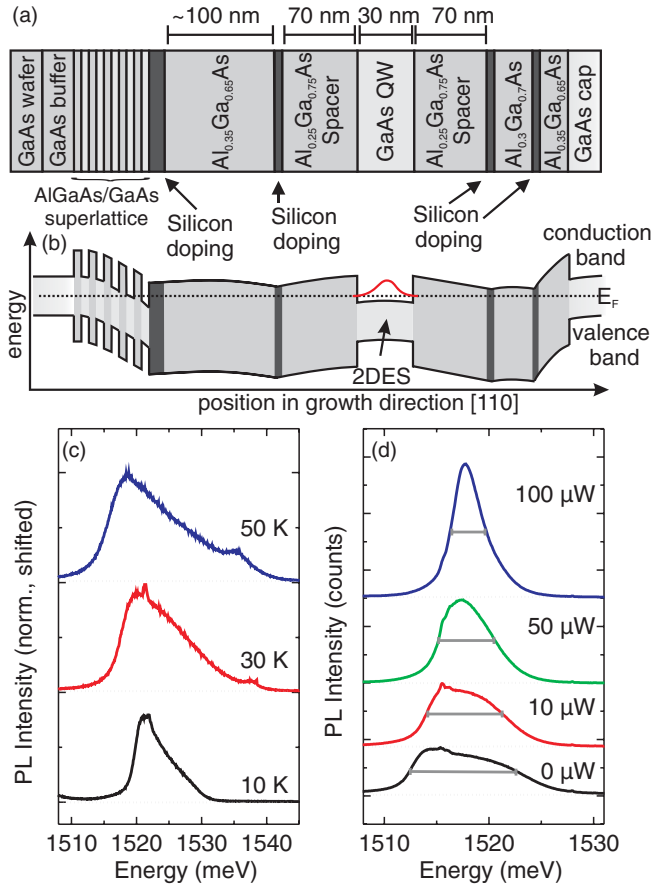 (a)
~100 nm
70 nm
30 nm
70 nm
GaAs wafer
GaAs buffer
Al0.35Ga0.65As
Al0.25Ga0.75As
Spacer
GaAs QW
Al0.25Ga0.75As
Spacer
Al0.3Ga0.7As
Al0.35Ga0.65As
GaAs cap
AlGaAs/GaAs
superlattice
Silicon
doping
Silicon
doping
Silicon
doping
(b)
conduction
band
EF
valence
band
2DES
energy
position in growth direction [110]
(c)
50 K
30 K
10 K
PL Intensity (norm., shifted)
1510 1520 1530 1540
Energy (meV)
(d)
100 µW
50 µW
10 µW
0 µW
PL Intensity (counts)
1510 1520 1530
Energy (meV)